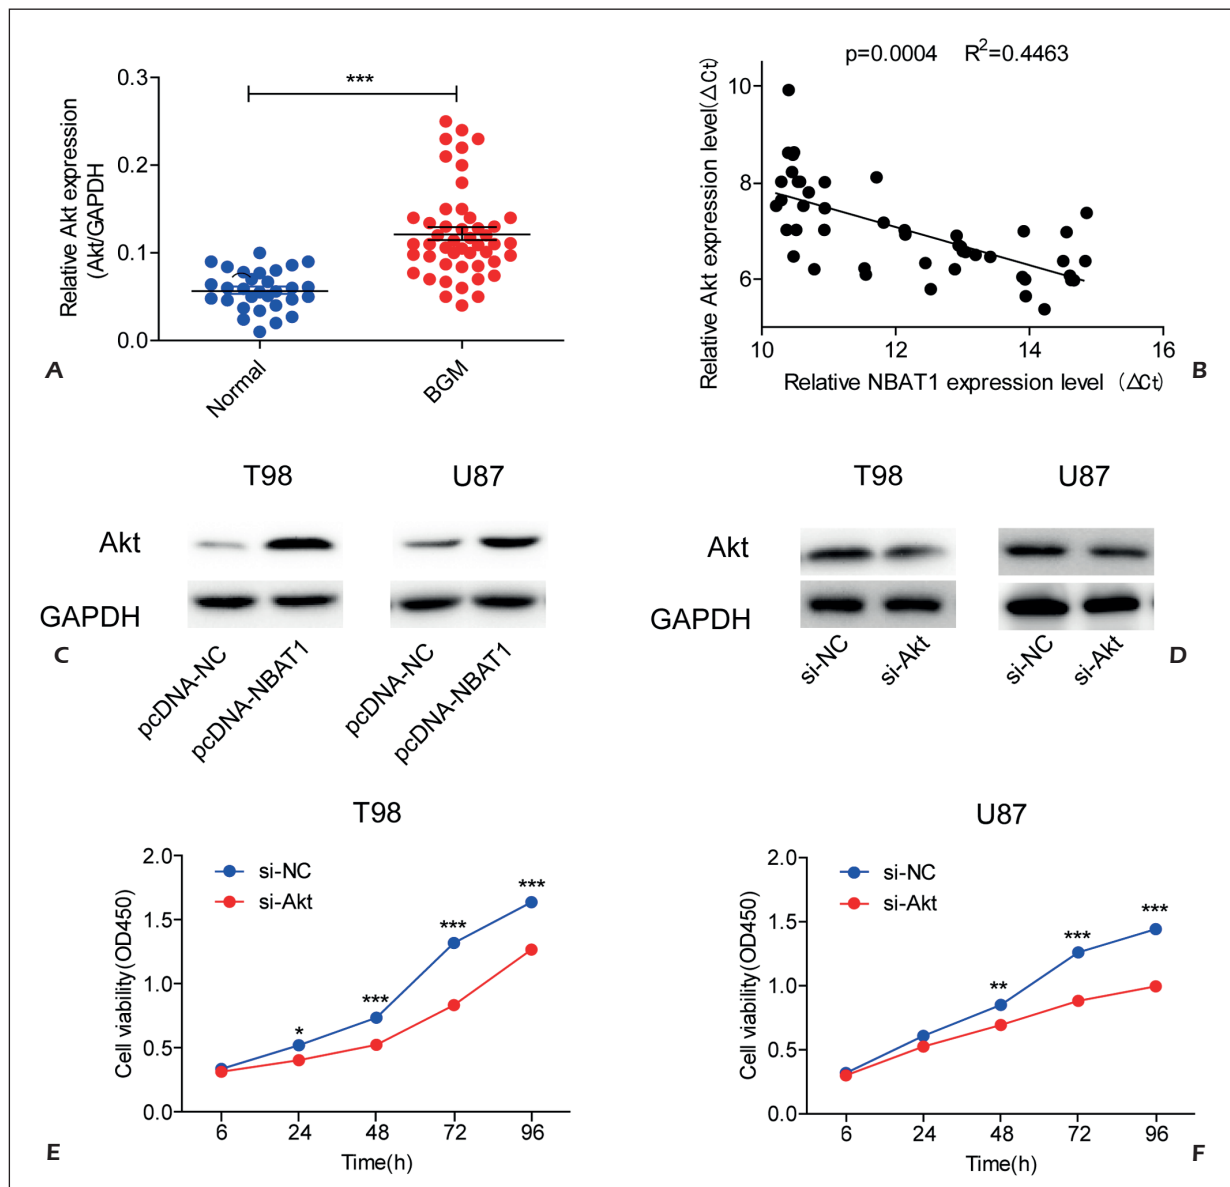 ***
0.3
0.2
0.1
0.0
Relative Akt expression
(Akt/GAPDH
Normal
BGM
A
p=0.0004 R²=0.4463
10
8
6
Relative Akt expression level(△Ct)
10 12 14 16
Relative NBAT1 expression level (△Ct)
B
T98 U87
Akt
GAPDH
pcDNA-NC
pcDNA-NBAT1
pcDNA-NC
pcDNA-NBAT1
C
T98 U87
Akt
GAPDH
si-NC
si-Akt
si-NC
si-Akt
D
T98
2.0
1.5
1.0
0.5
0.0
Cell viability(OD450)
si-NC
si-Akt
* *** *** ***
6 24 48 72 96
Time(h)
E
U87
2.0
1.5
1.0
0.5
0.0
Cell viability(OD450)
si-NC
si-Akt
** *** ***
6 24 48 72 96
Time(h)
F